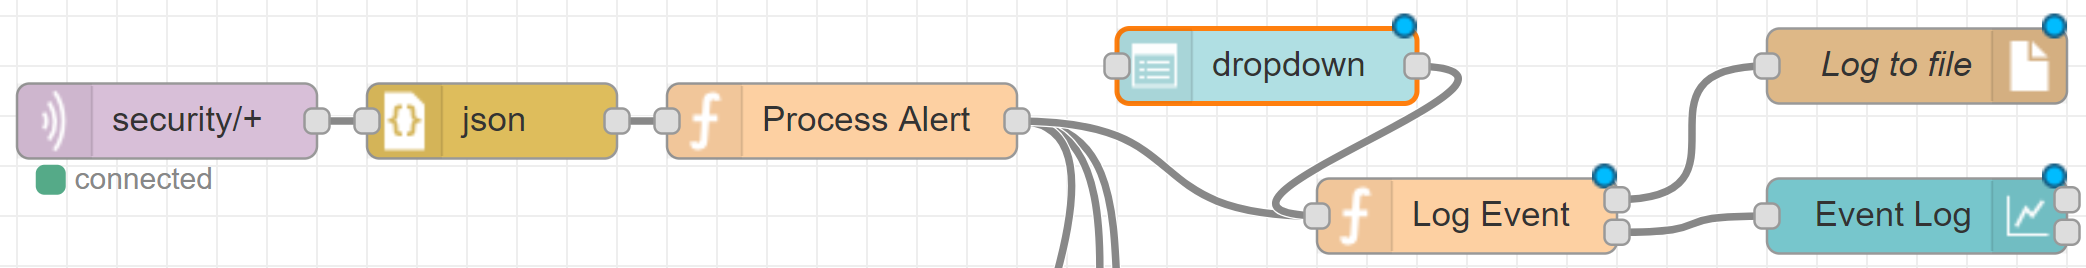 security/+
connected
json
Process Alert
dropdown
Log Event
Log to file
Event Log